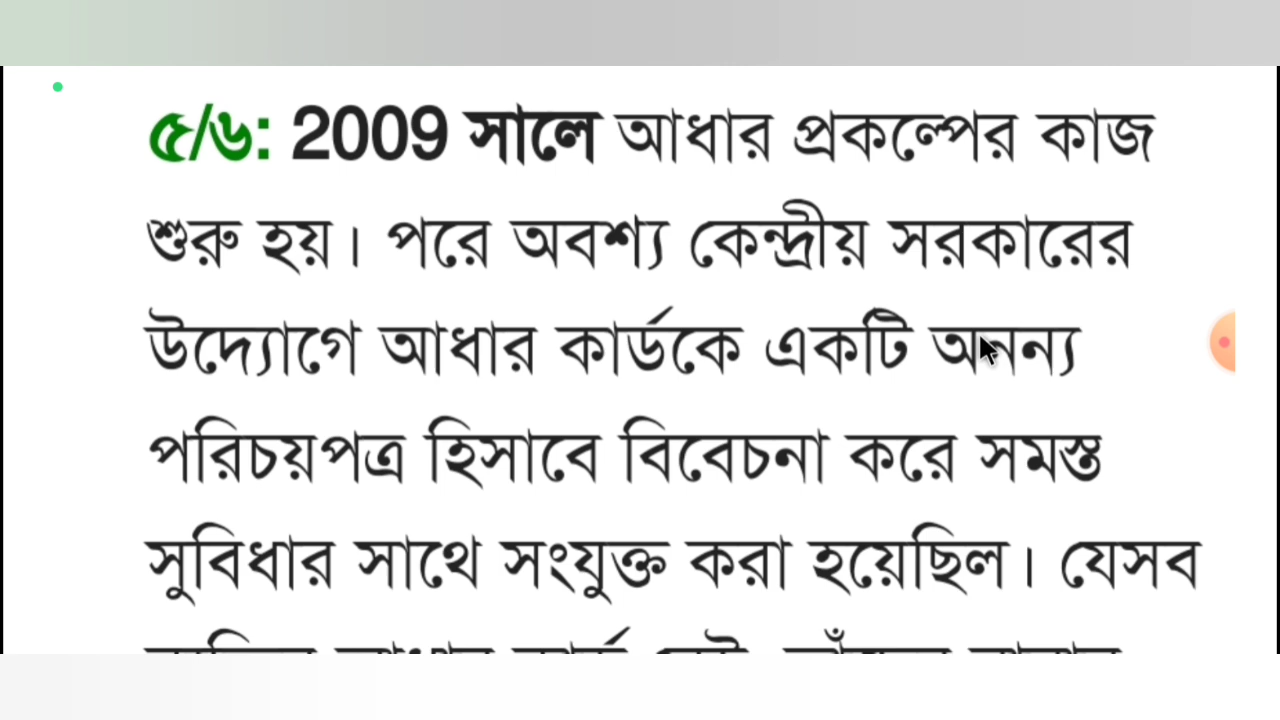 ৫/৬: 2009 সালে আধার প্রকল্পের কাজ
শুরু হয়। পরে অবশ্য কেন্দ্রীয় সরকারের
উদ্যোগে আধার কার্ডকে একটি অনন্য
পরিচয়পত্র হিসাবে বিবেচনা করে সমস্ত
সুবিধার সাথে সংযুক্ত করা হয়েছিল। যেসব